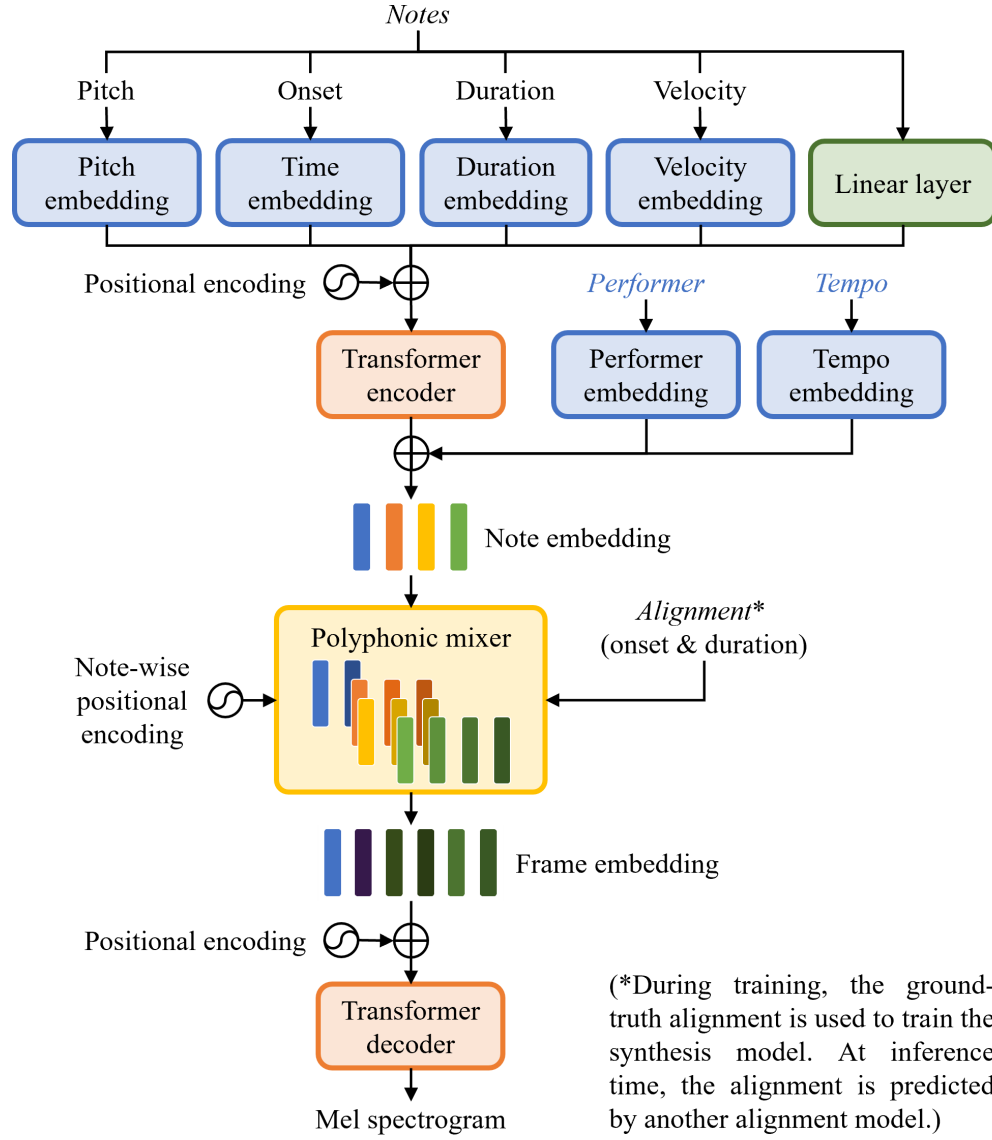 Notes
Pitch
Onset
Duration
Velocity
Pitch
embedding
Time
embedding
Duration
embedding
Velocity
embedding
Linear layer
Positional encoding
Performer
Tempo
Transformer
encoder
Performer
embedding
Tempo
embedding
Note embedding
Polyphonic mixer
Alignment*
(onset & duration)
Note-wise
positional
encoding
Frame embedding
Positional encoding
Transformer
decoder
Mel spectrogram
(*During training, the ground-
truth alignment is used to train the
synthesis model. At inference
time, the alignment is predicted
by another alignment model.)